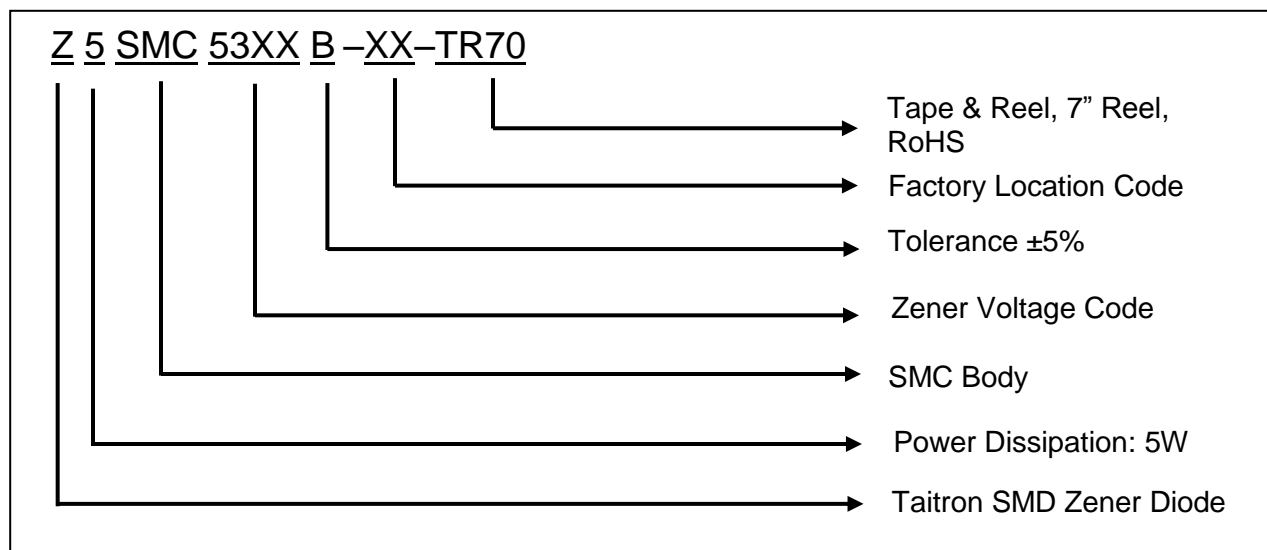 Z 5 SMC 53XX B –XX–TR70
Tape & Reel, 7” Reel,
RoHS
Factory Location Code
Tolerance ±5%
Zener Voltage Code
SMC Body
Power Dissipation: 5W
Taitron SMD Zener Diode